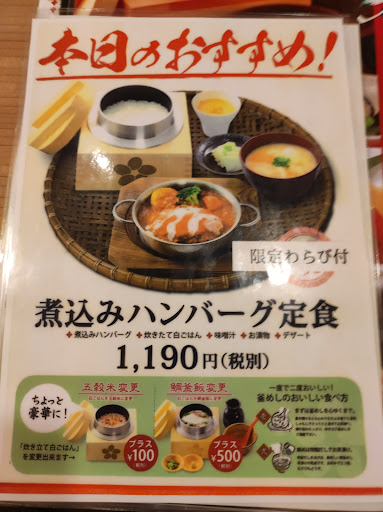 本日のおすすめ!
限定わらび付
煮込みハンバーグ定食
+煮込みハンバーグ +炊きたて白ごはん +味噌汁 +お漬物 +デザート
1,190円(税別)
ちょっと
豪華に!
「炊き立て白ごはん」
を変更出来ます→
五穀米変更
プラス
¥100
(税別)
鯛釜飯変更
プラス
¥500
(税別)
一度で二度おいしい!
釜めしのおいしい食べ方